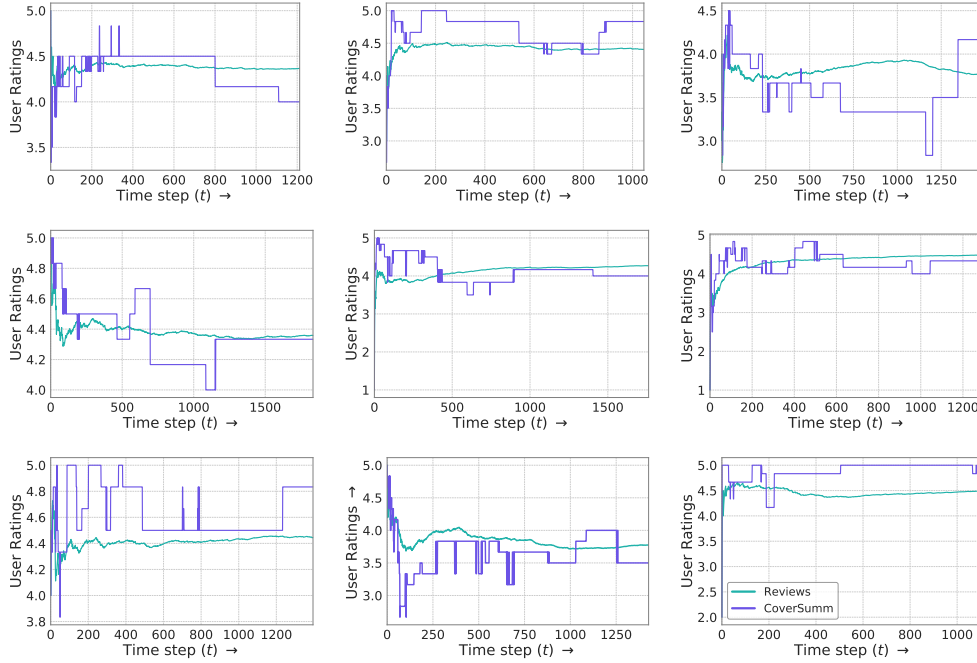 User Ratings
4.5
4.0
3.5
0 200 400 600 800 1000 1200
Time step (t) →
User Ratings
5.0
4.5
4.0
3.5
3.0
0 200 400 600 800 1000
Time step (t) →
User Ratings
4.5
4.0
3.5
3.0
0 250 500 750 1000 1250
Time step (t) →
User Ratings
5.0
4.8
4.6
4.4
4.2
4.0
0 500 1000 1500
Time step (t) →
User Ratings
5
4
3
2
1
0 500 1000 1500
Time step (t) →
User Ratings
5
4
3
2
1
0 200 400 600 800 1000 1200
Time step (t) →
User Ratings
5.0
4.8
4.6
4.4
4.2
4.0
3.8
0 200 400 600 800 1000 1200
Time step (t) →
User Ratings →
5.0
4.5
4.0
3.5
3.0
0 250 500 750 1000 1250
Time step (t) →
User Ratings
5.0
4.5
4.0
3.5
3.0
2.5
2.0
Reviews
CoverSumm
0 200 400 600 800 1000
Time step (t) →